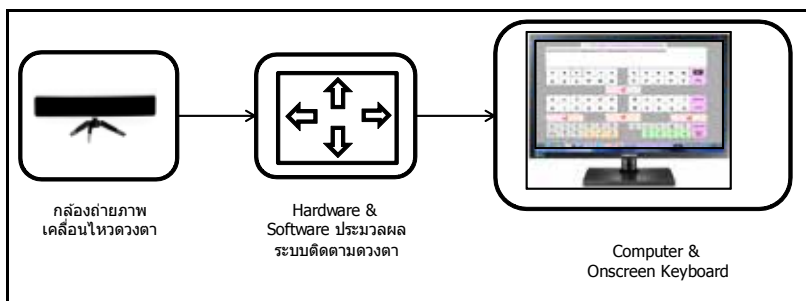 กล้องถ่ายภาพ
เคลื่อนไหวดวงตา
Hardware &
Software ประมวลผล
ระบบติดตามดวงตา
Computer &
Onscreen Keyboard